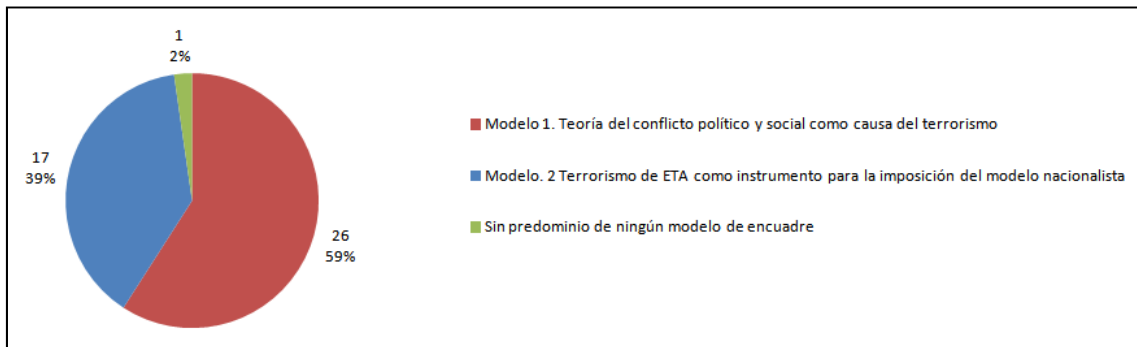 1
2%
17
39%
26
59%
Modelo 1. Teoría del conflicto político y social como causa del terrorismo
Modelo. 2 Terrorismo de ETA como instrumento para la imposición del modelo nacionalista
Sin predominio de ningún modelo de encuadre